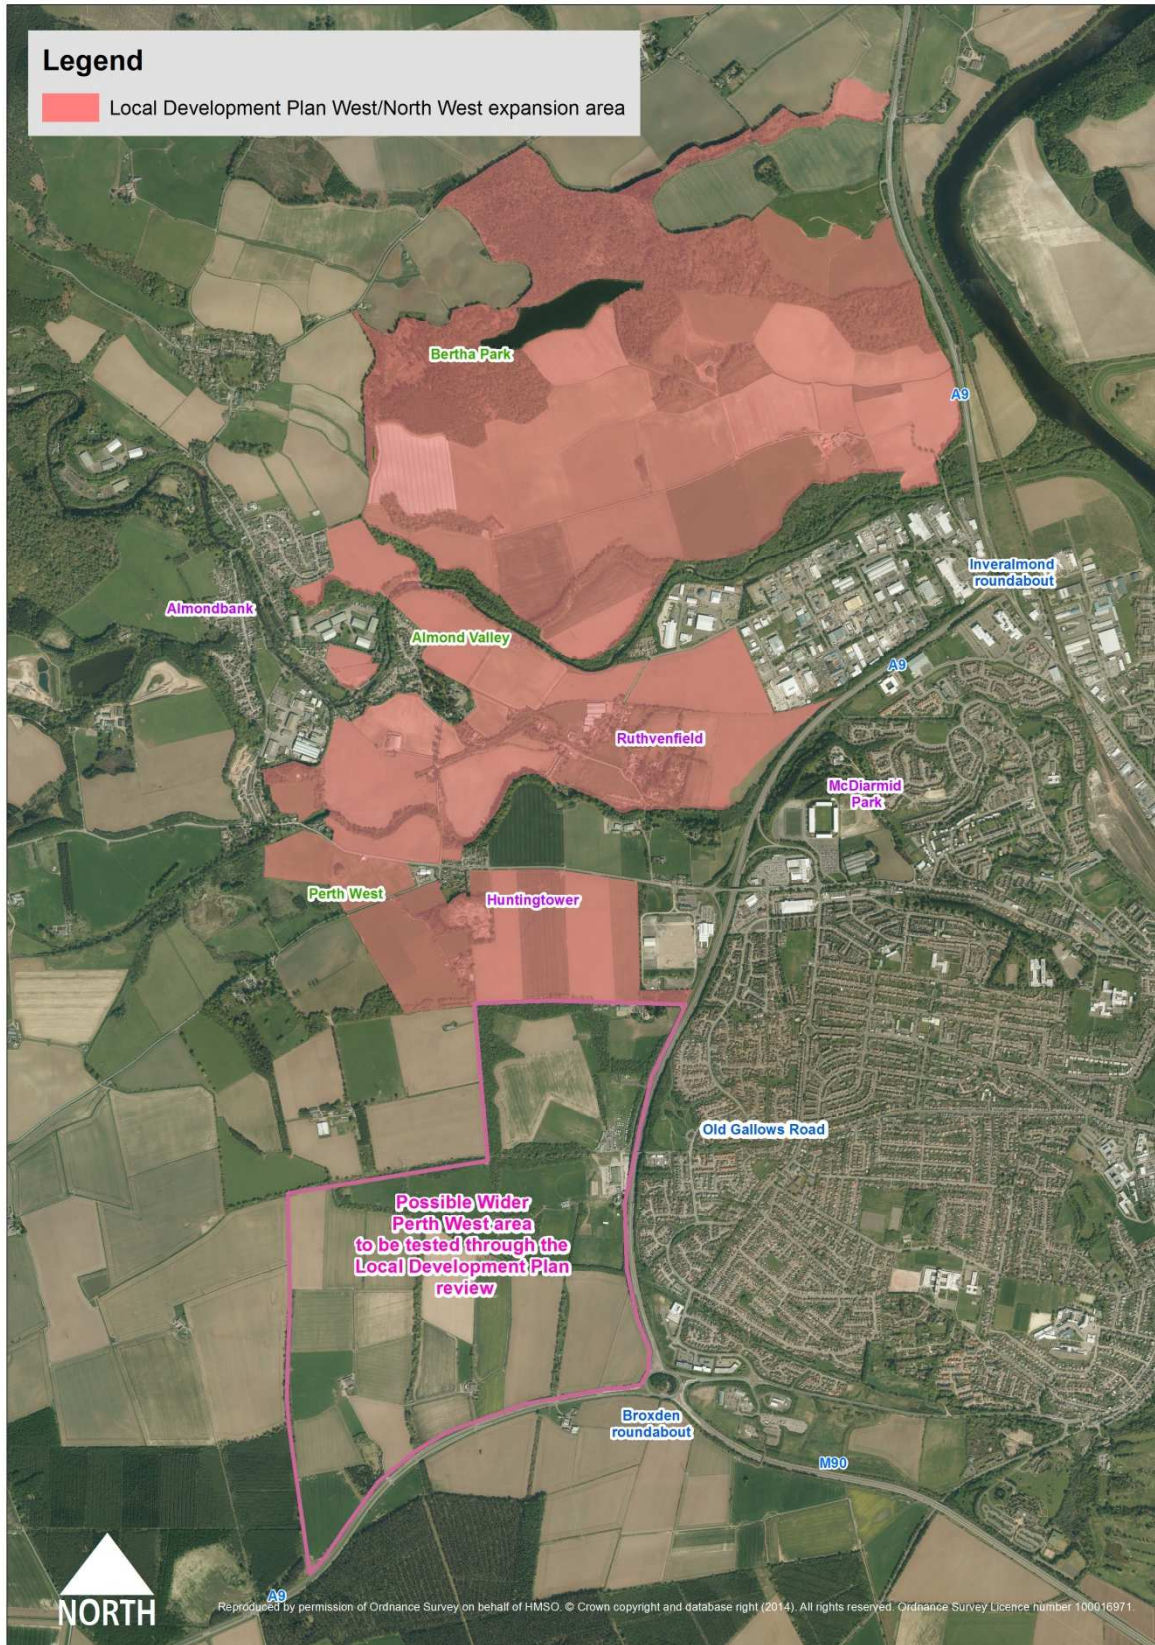 Legend
Local Development Plan West/North West expansion area
Bertha Park
A9
Inveralmond
roundabout
Almondbank
Almond Valley
A9
Ruthvenfield
McDiarmid
Park
Perth West
Huntingtower
Old Gallows Road
Possible Wider
Perth West area
to be tested through the
Local Development Plan
review
Broxden
roundabout
M90
NORTH
A9
Reproduced by permission of Ordnance Survey on behalf of HMSO. © Crown copyright and database right (2014). All rights reserved. Ordnance Survey Licence number 100016971.